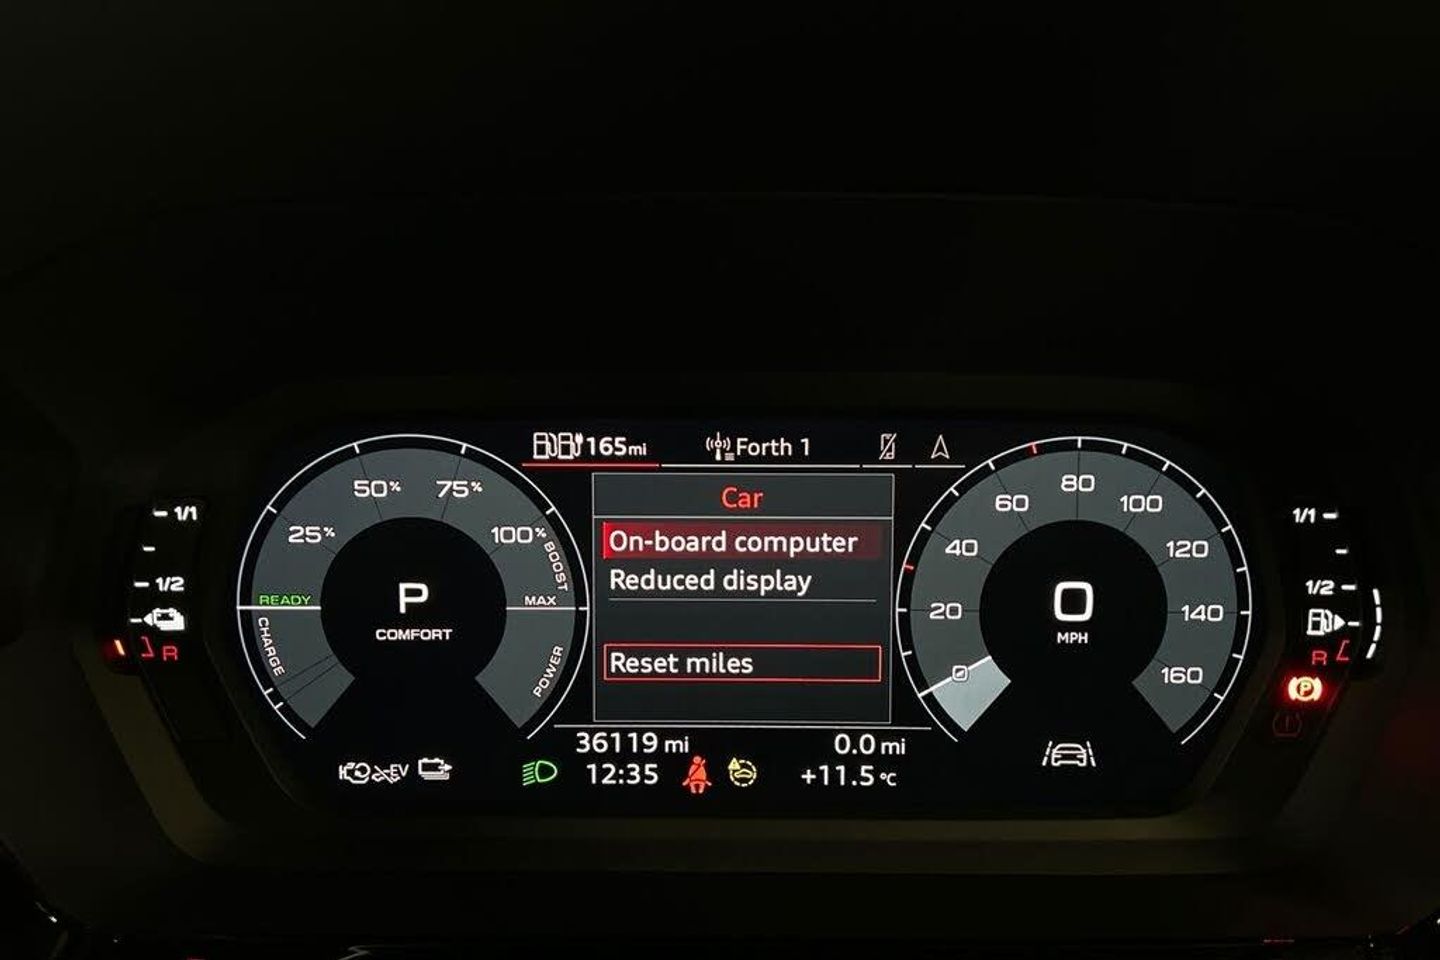 165mi
Forth 1
Car
On-board computer
Reduced display
Reset miles
36119 mi
0.0 mi
12:35
+11.5 °C
50%
75%
25%
100%
BOOST
READY
MAX
CHARGE
POWER
P
COMFORT
EV
1/1
1/2
R
80
60
100
40
120
20
140
0
160
0
MPH
1/1
1/2
R
P